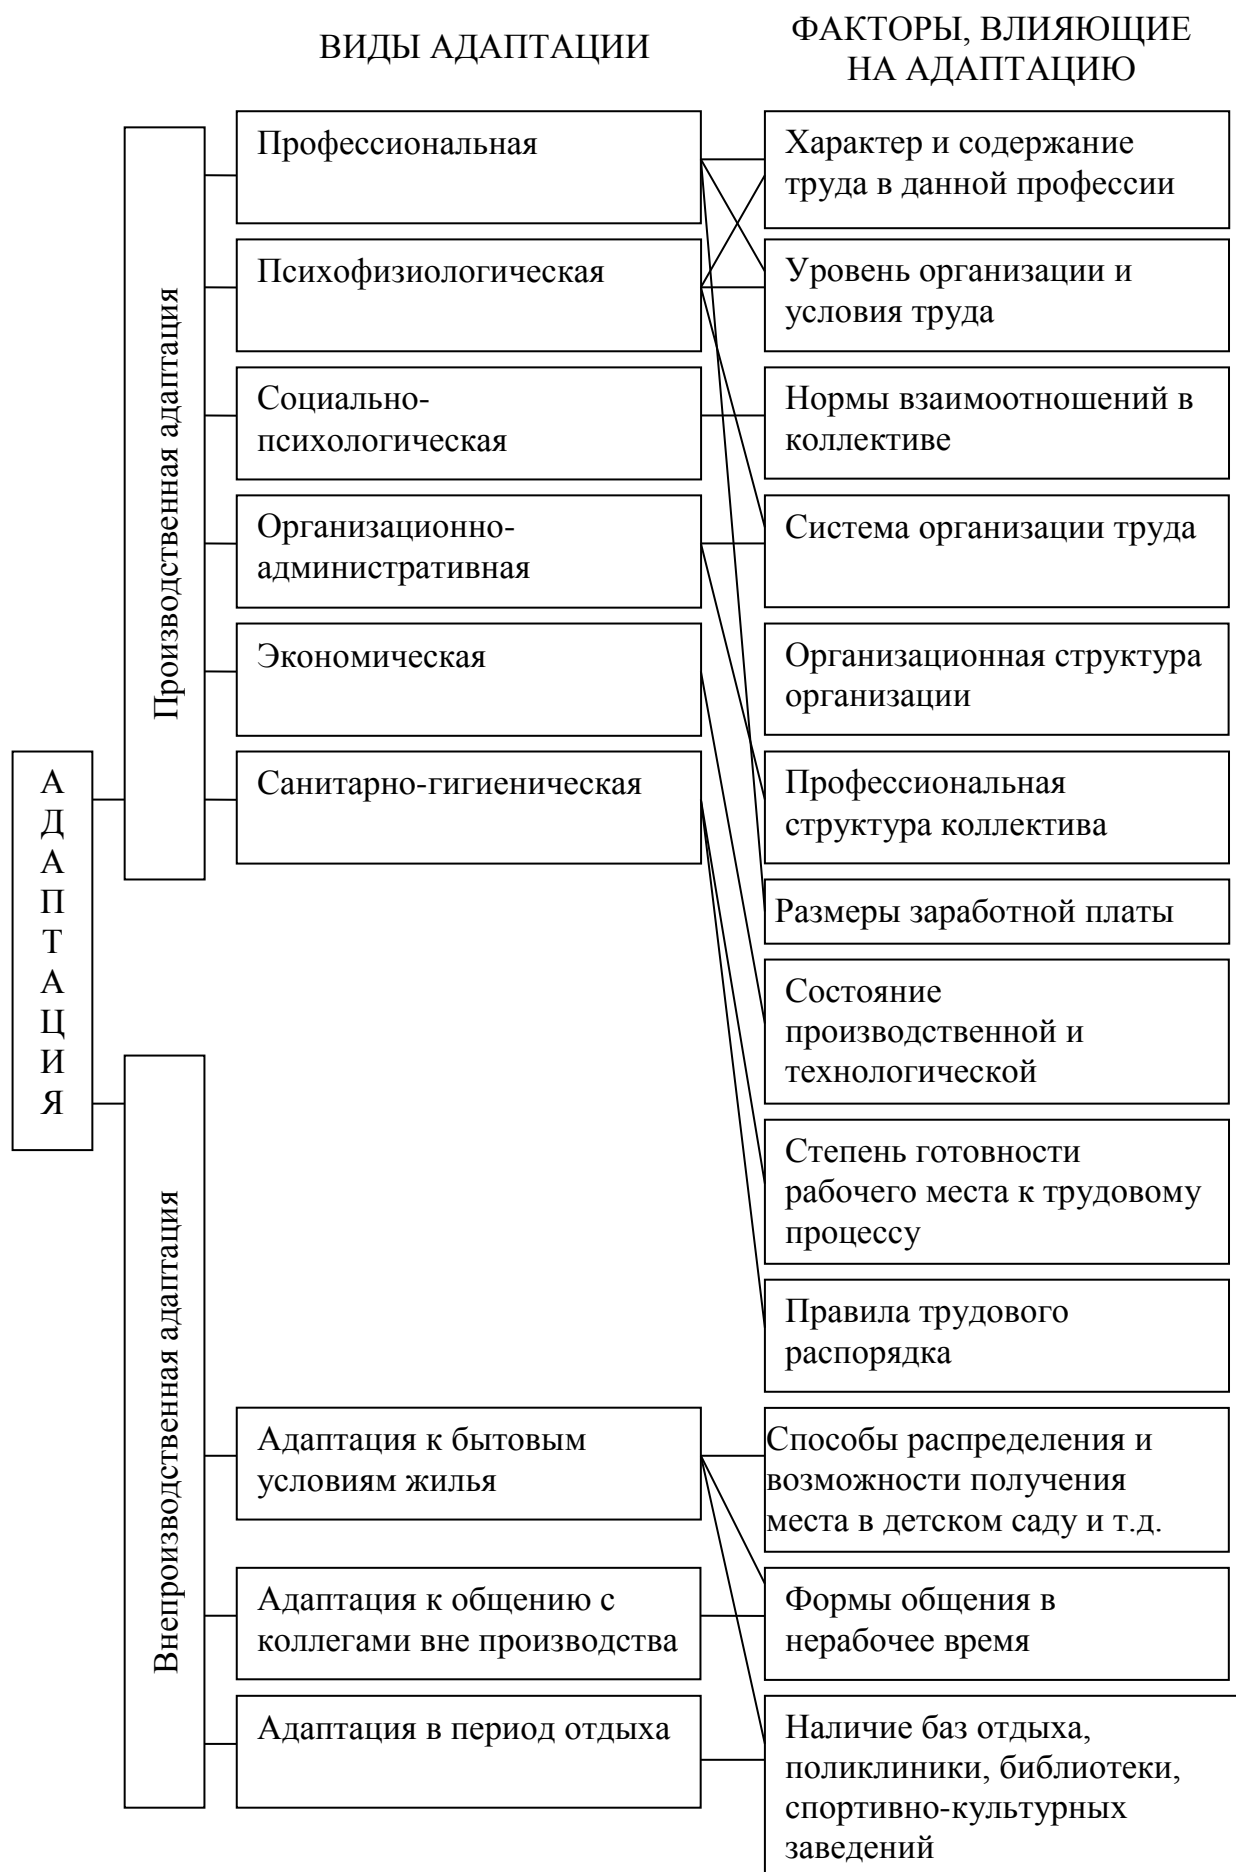 ВИДЫ АДАПТАЦИИ
ФАКТОРЫ, ВЛИЯЮЩИЕ
НА АДАПТАЦИЮ
АДАПТАЦИЯ
Производственная адаптация
Профессиональная
Психофизиологическая
Социально-
психологическая
Организационно-
административная
Экономическая
Санитарно-гигиеническая
Характер и содержание
труда в данной профессии
Уровень организации и
условия труда
Нормы взаимоотношений в
коллективе
Система организации труда
Организационная структура
организации
Профессиональная
структура коллектива
Размеры заработной платы
Состояние
производственной и
технологической
Степень готовности
рабочего места к трудовому
процессу
Правила трудового
распорядка
Внепроизводственная адаптация
Адаптация к бытовым
условиям жилья
Адаптация к общению с
коллегами вне производства
Адаптация в период отдыха
Способы распределения и
возможности получения
места в детском саду и т.д.
Формы общения в
нерабочее время
Наличие баз отдыха,
поликлиники, библиотеки,
спортивно-культурных
заведений